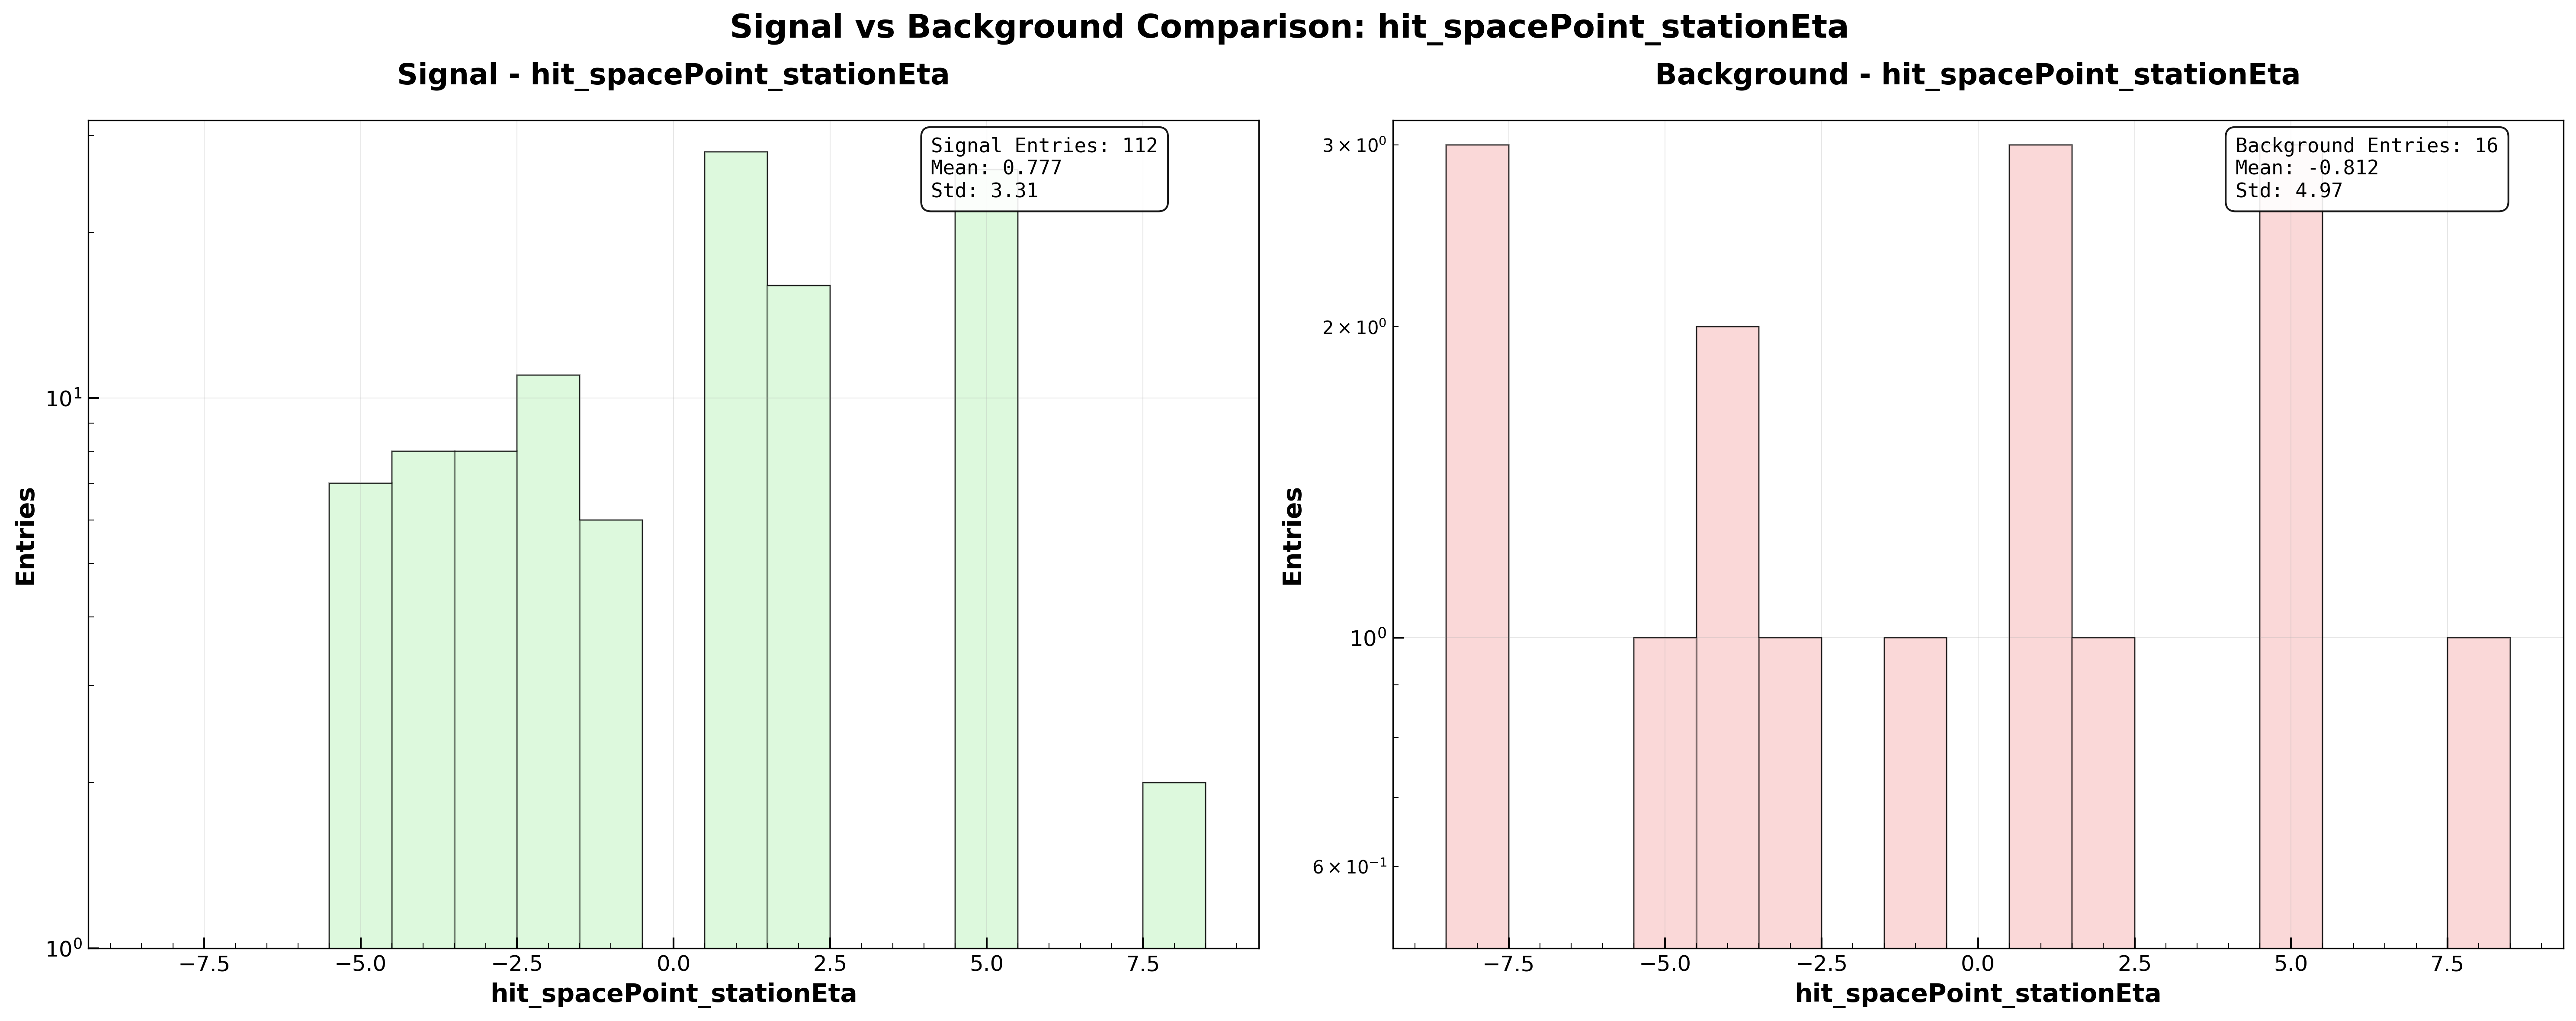 Signal vs Background Comparison: hit_spacePoint_stationEta
Signal - hit_spacePoint_stationEta
Signal Entries: 112
Mean: 0.777
Std: 3.31
10¹
10⁰
Entries
−7.5 −5.0 −2.5 0.0 2.5 5.0 7.5
hit_spacePoint_stationEta
Background - hit_spacePoint_stationEta
Background Entries: 16
Mean: -0.812
Std: 4.97
3 × 10⁰
2 × 10⁰
10⁰
6 × 10⁻¹
Entries
−7.5 −5.0 −2.5 0.0 2.5 5.0 7.5
hit_spacePoint_stationEta